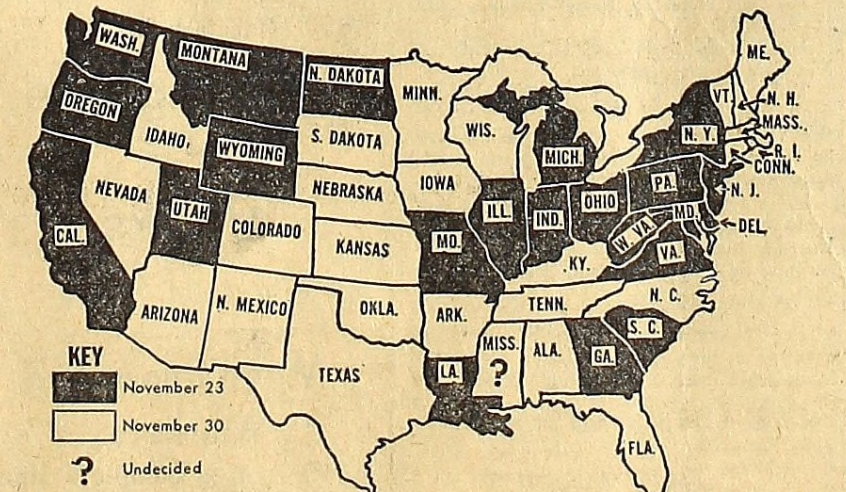 WASH.
MONTANA
N. DAKOTA
MINN.
ME.
VT.
N. H.
MASS.
OREGON
IDAHO
WYOMING
S. DAKOTA
WIS.
MICH.
N. Y.
R. I.
CONN.
NEVADA
UTAH
COLORADO
NEBRASKA
IOWA
ILL.
IND.
OHIO
PA.
N. J.
MD.
DEL.
CAL.
KANSAS
MO.
KY.
W. VA.
VA.
ARIZONA
N. MEXICO
OKLA.
ARK.
TENN.
N. C.
S. C.
TEXAS
LA.
MISS.
?
ALA.
GA.
FLA.
KEY
November 23
November 30
? Undecided